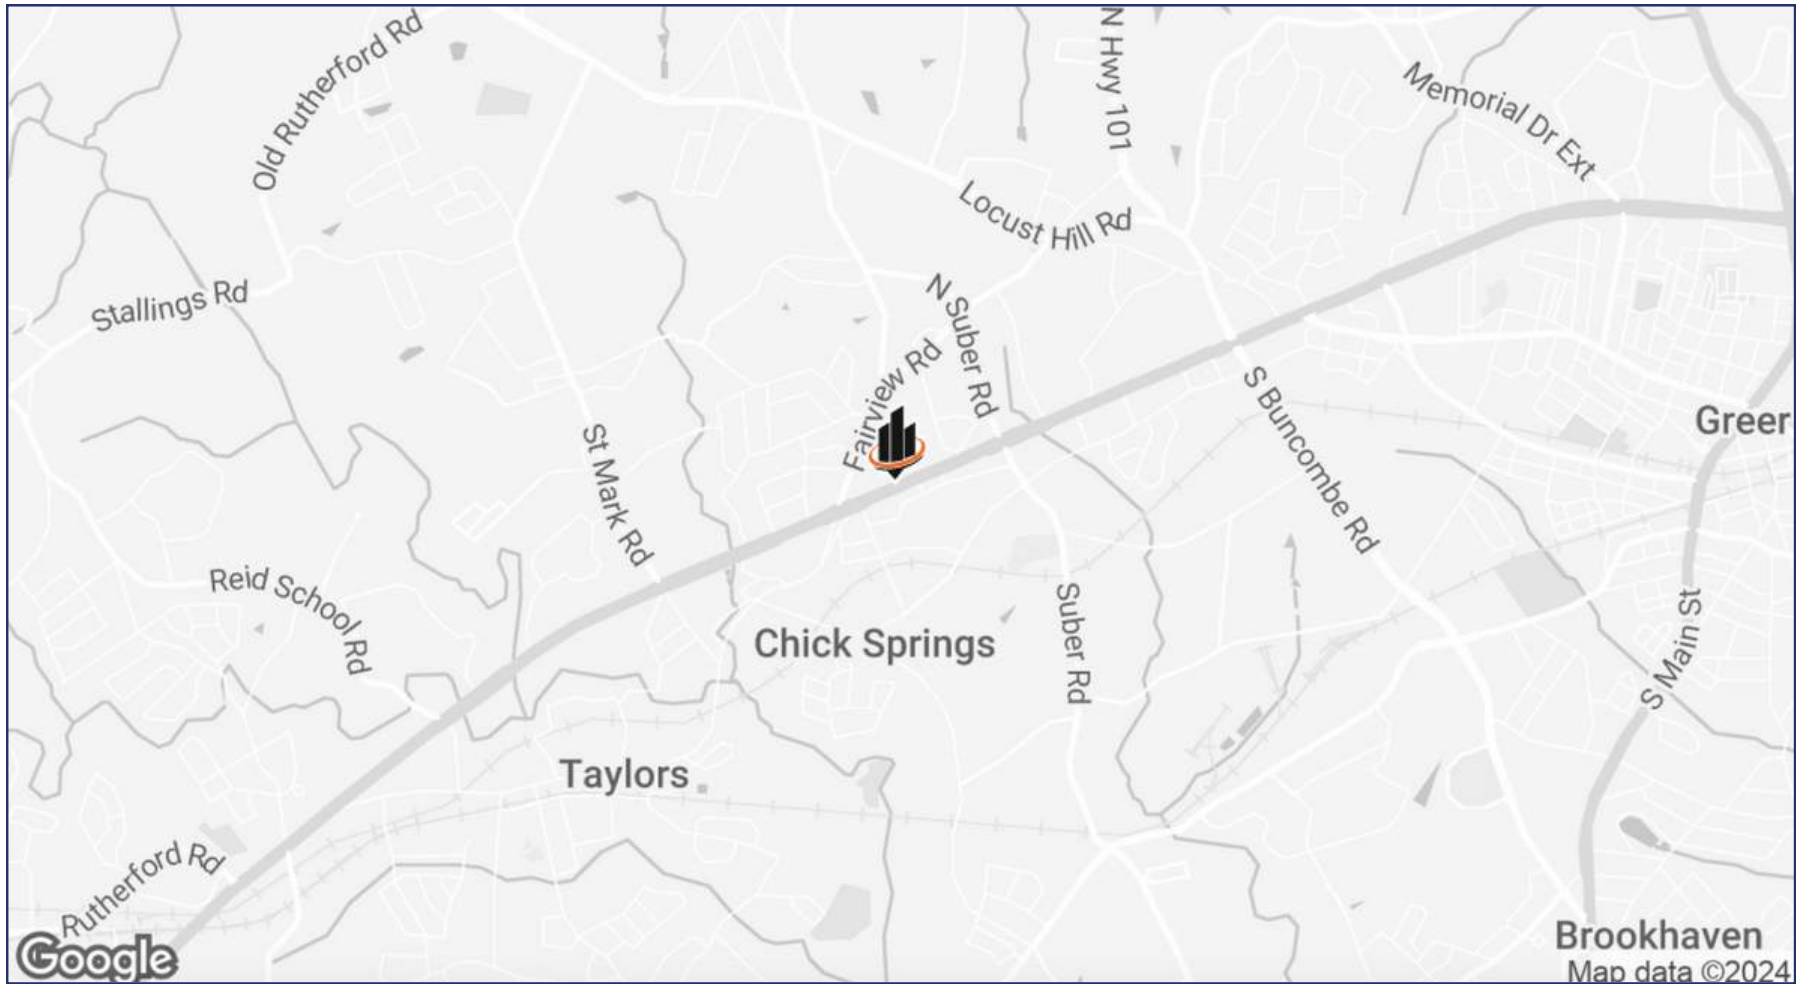 Old Rutherford Rd
N Hwy 101
Memorial Dr Ext
Locust Hill Rd
Stallings Rd
N Suber Rd
Fairview Rd
S Buncombe Rd
Greer
St Mark Rd
Reid School Rd
Suber Rd
Chick Springs
S Main St
Taylors
Rutherford Rd
Brookhaven
Google
Map data ©2024